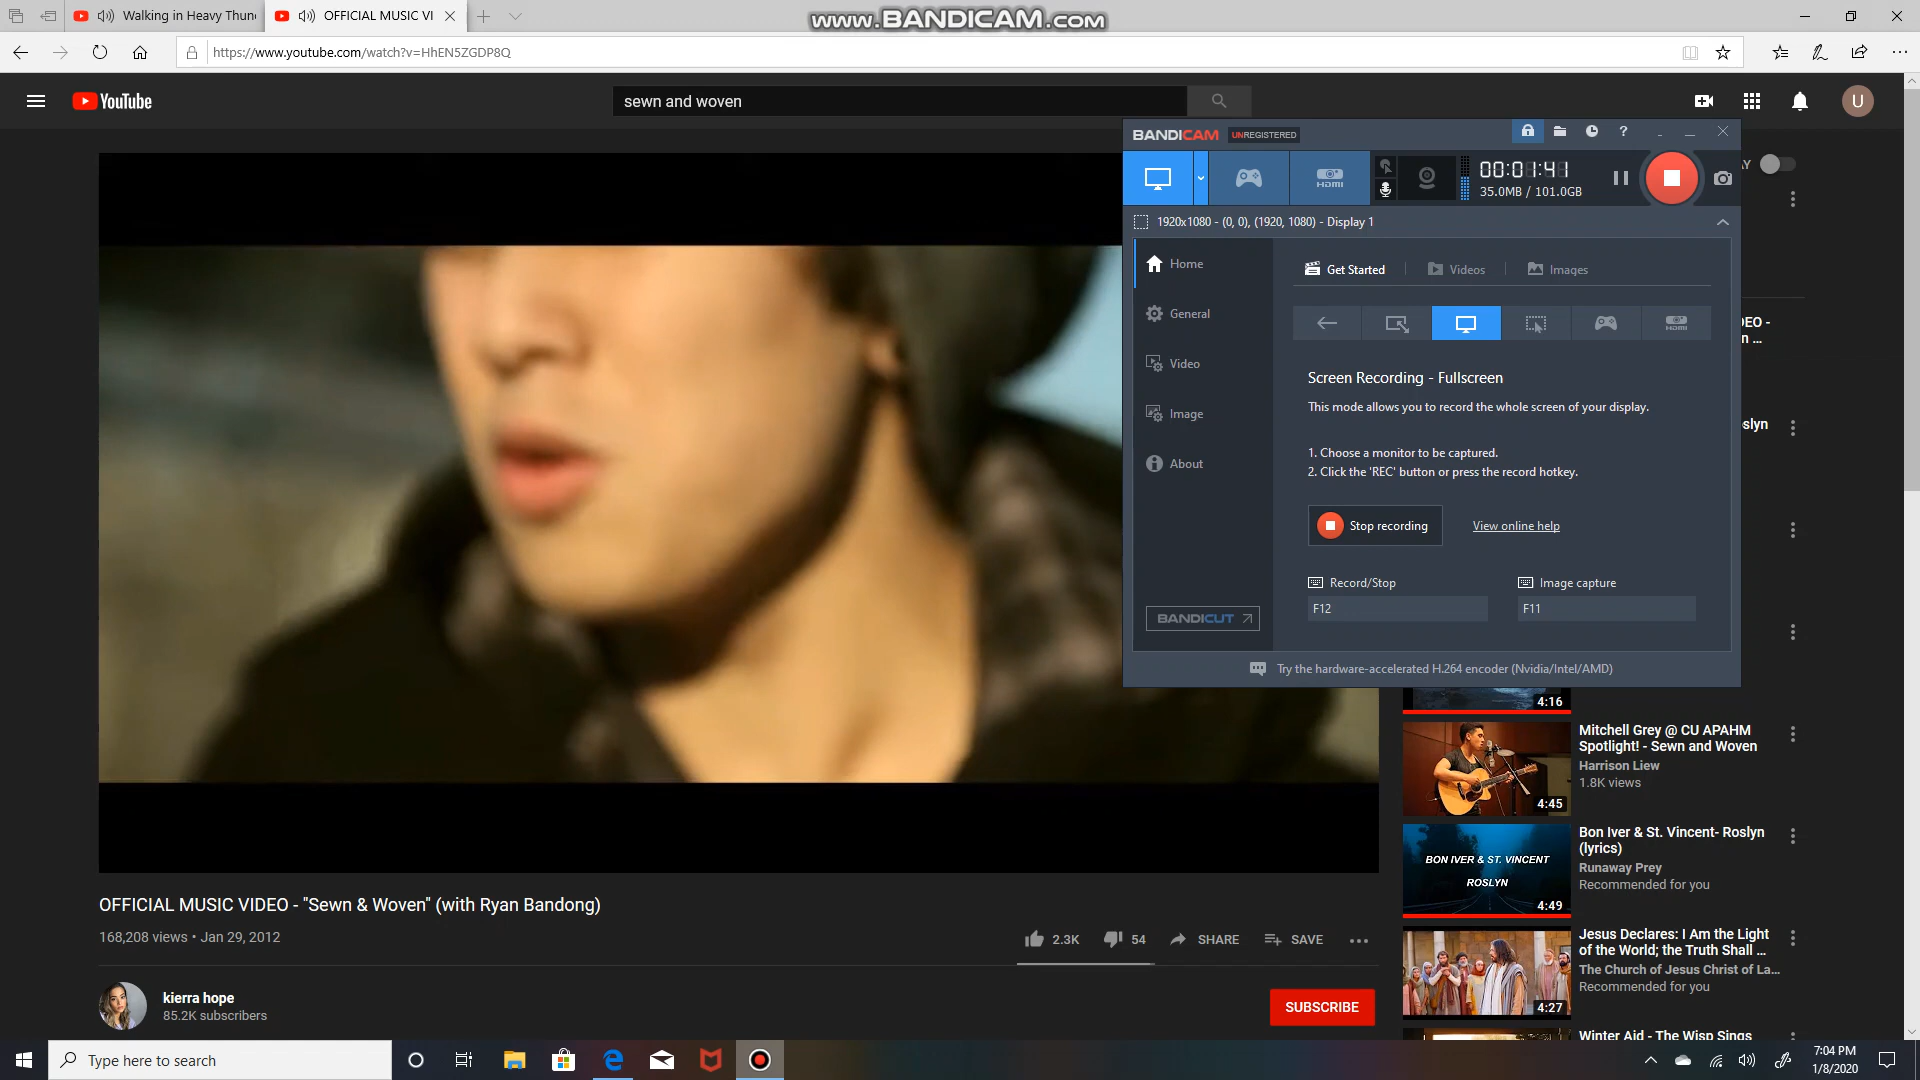 Walking in Heavy Thun
OFFICIAL MUSIC VI
www.BANDICAM.com
https://www.youtube.com/watch?v=HhEN5ZGDP8Q
YouTube
sewn and woven
U
BANDICAM UNREGISTERED
?
HDMI
00:01:41
35.0MB / 101.0GB
AY
1920x1080 - (0, 0), (1920, 1080) - Display 1
Home
General
Video
Image
About
BANDICUT
Get Started
Videos
Images
HDMI
Screen Recording - Fullscreen
This mode allows you to record the whole screen of your display.
1. Choose a monitor to be captured.
2. Click the 'REC' button or press the record hotkey.
Stop recording
View online help
Record/Stop
Image capture
F12
F11
Try the hardware-accelerated H.264 encoder (Nvidia/Intel/AMD)
DEO -
n ...
oslyn
4:16
Mitchell Grey @ CU APAHM
Spotlight! - Sewn and Woven
Harrison Liew
1.8K views
4:45
BON IVER & ST. VINCENT
ROSLYN
4:49
Bon Iver & St. Vincent- Roslyn
(lyrics)
Runaway Prey
Recommended for you
Jesus Declares: I Am the Light
of the World; the Truth Shall ...
The Church of Jesus Christ of La...
Recommended for you
4:27
Winter Aid - The Wisp Sings
OFFICIAL MUSIC VIDEO - "Sewn & Woven" (with Ryan Bandong)
168,208 views • Jan 29, 2012
2.3K
54
SHARE
SAVE
kierra hope
85.2K subscribers
SUBSCRIBE
Type here to search
7:04 PM
1/8/2020